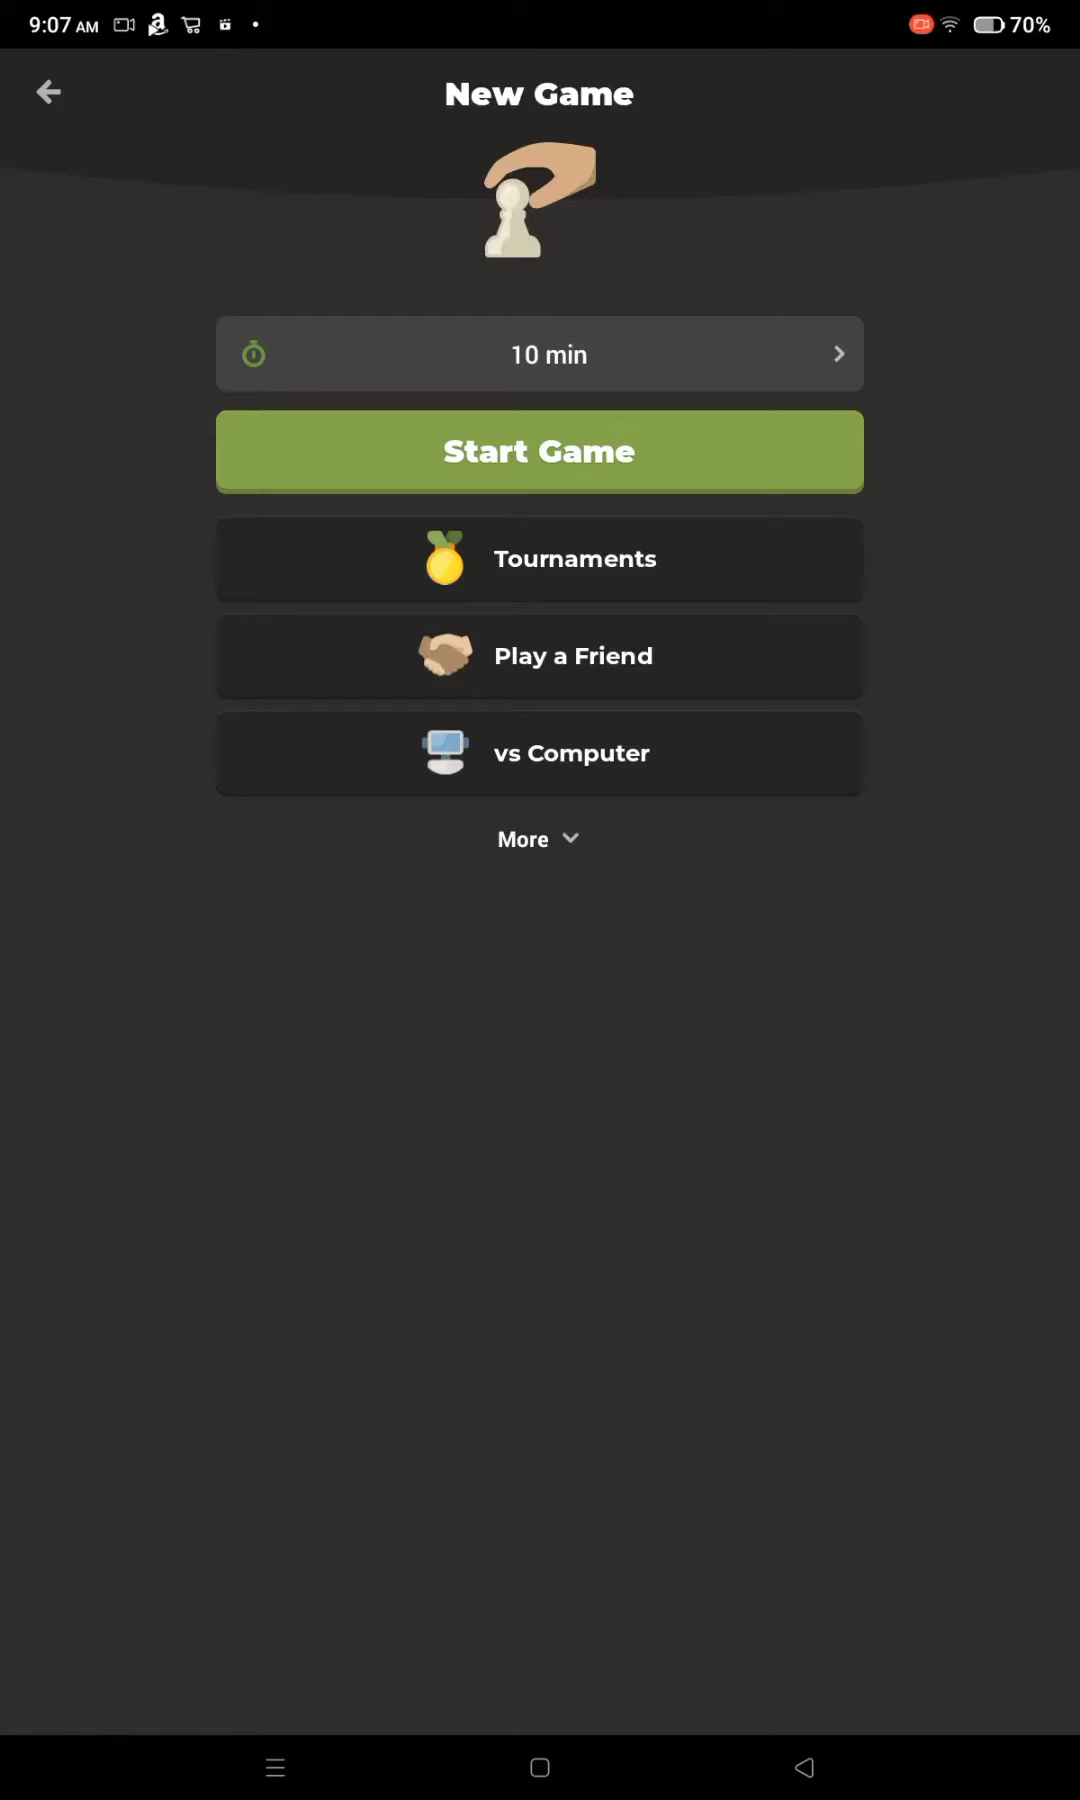 9:07 AM
70%
New Game
10 min
Start Game
Tournaments
Play a Friend
vs Computer
More